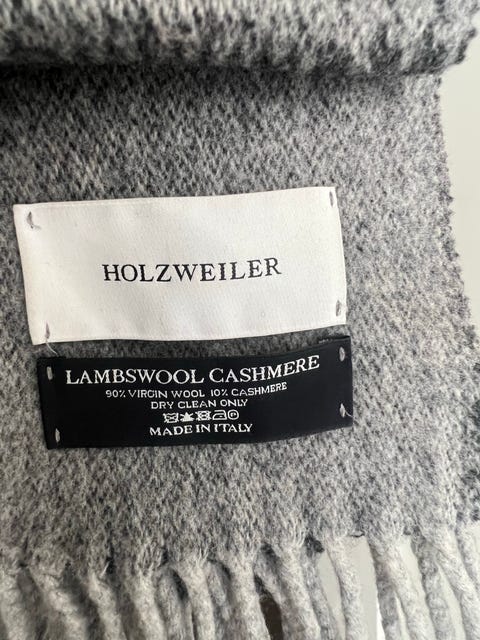 HOLZWEILER
LAMBSWOOL CASHMERE
90% VIRGIN WOOL 10% CASHMERE
DRY CLEAN ONLY
MADE IN ITALY